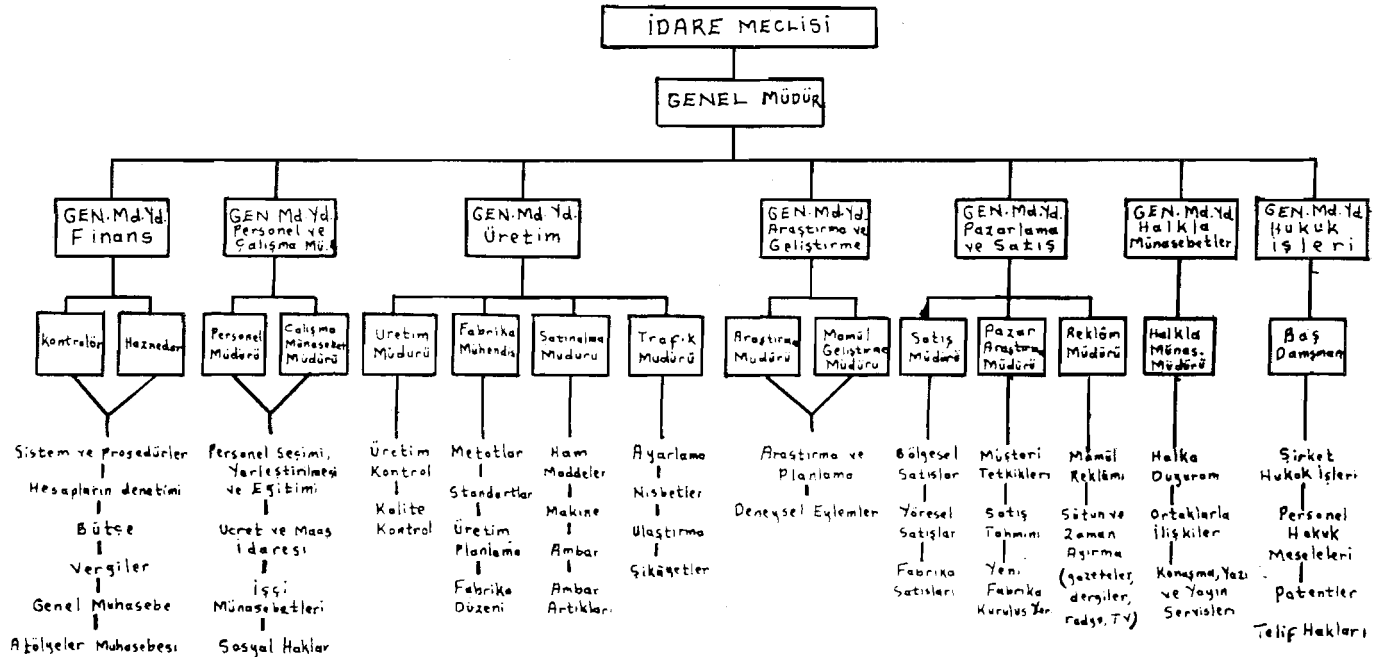 İDARE MECLİSİ
GENEL MÜDÜR
GEN.Md.Yd.
Finans
GEN Md Yd.
Personel ve
Çalışma Mü.
GEN.Md.Yd.
Üretim
GEN.Md.Yd.
Araştırma ve
Geliştirme
GEN.Md.Yd.
Pazarlama
ve Satış
GEN.Md.Yd
Halkla
Münasebetler
GEN.Md.Yd
Hukuk
işleri
Kontrolör
Haznedar
Personel
Müdürü
Çalışma
Münasebet
Müdürü
Üretim
Müdürü
Fabrika
Mühendis
Satınalma
Müdürü
Trafik
Müdürü
Araştırma
Müdürü
Mamül
Geliştirme
Müdürü
Satış
Müdürü
Pazar
Araştırma
Müdürü
Reklâm
Müdürü
Halkla
Münas.
Müdürü
Baş
Danışman
Sistem ve Prosedürler
Hesapların denetimi
Bütçe
Vergiler
Genel Muhasebe
Atölyeler Muhasebesi
Personel Seçimi,
Yerleştirilmesi
ve Eğitimi
Ücret ve Maaş
İdaresi
İşçi
Münasebetleri
Sosyal Haklar
Üretim
Kontrol
Kalite
Kontrol
Metotlar
Standartlar
Üretim
Planlama
Fabrika
Düzeni
Ham
Maddeler
Makine
Ambar
Ambar
Artıkları
Ayarlama
Nisbetler
Ulaştırma
Şikâyetler
Araştırma ve
Planlama
Deneysel Eylemler
Bölgesel
Satışlar
Yöresel
Satışlar
Fabrika
Satışları
Müşteri
Tetkikleri
Satış
Tahmini
Yeni
Fabrika
Kuruluş Yer.
Mamül
Reklâmı
Sütun ve
Zaman
Ayırma
(gazeteler,
dergiler,
radyo, TV)
Halka
Duyurom
Ortaklarla
İlişkiler
Konuşma, Yazı
ve Yayın
Servisleri
Şirket
Hukuk İşleri
Personel
Hukuk
Meseleleri
Patentler
Telif Hakları